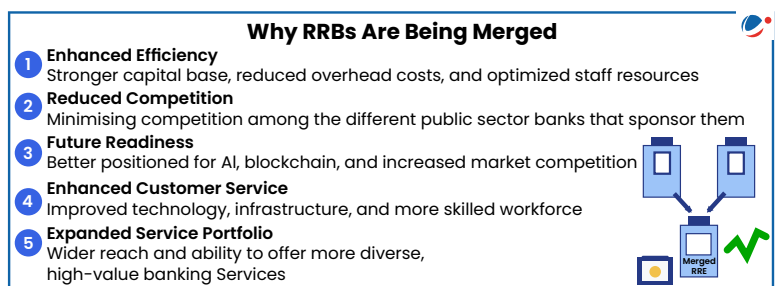 Why RRBs Are Being Merged
1
Enhanced Efficiency
Stronger capital base, reduced overhead costs, and optimized staff resources
2
Reduced Competition
Minimising competition among the different public sector banks that sponsor them
3
Future Readiness
Better positioned for AI, blockchain, and increased market competition
4
Enhanced Customer Service
Improved technology, infrastructure, and more skilled workforce
5
Expanded Service Portfolio
Wider reach and ability to offer more diverse,
high-value banking Services
Merged
RRE